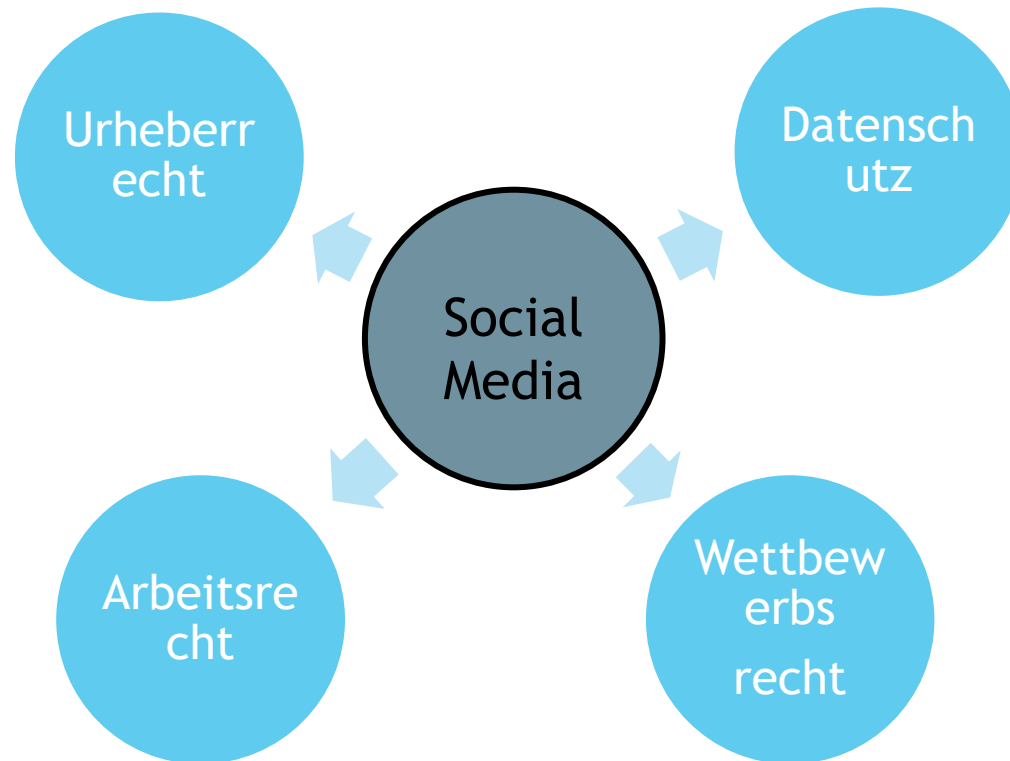 Urheberr
echt
Datensch
utz
Social
Media
Arbeitsre
cht
Wettbew
erbs
recht